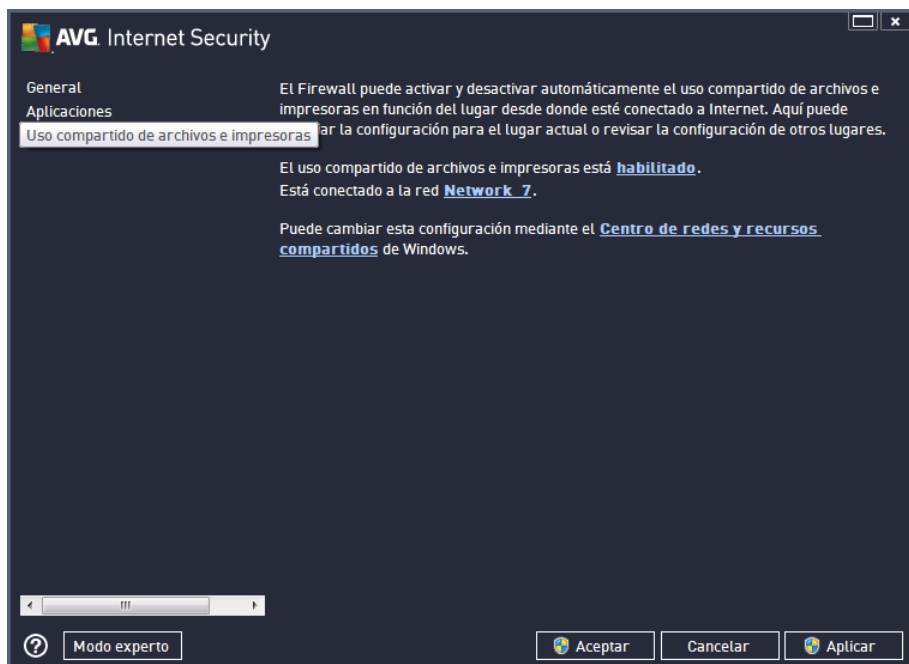 AVG. Internet Security
General
Aplicaciones
Uso compartido de archivos e impresoras
El Firewall puede activar y desactivar automáticamente el uso compartido de archivos e
impresoras en función del lugar desde donde esté conectado a Internet. Aquí puede
ar la configuración para el lugar actual o revisar la configuración de otros lugares.
El uso compartido de archivos e impresoras está habilitado.
Está conectado a la red Network 7.
Puede cambiar esta configuración mediante el Centro de redes y recursos
compartidos de Windows.
Modo experto
Aceptar
Cancelar
Aplicar